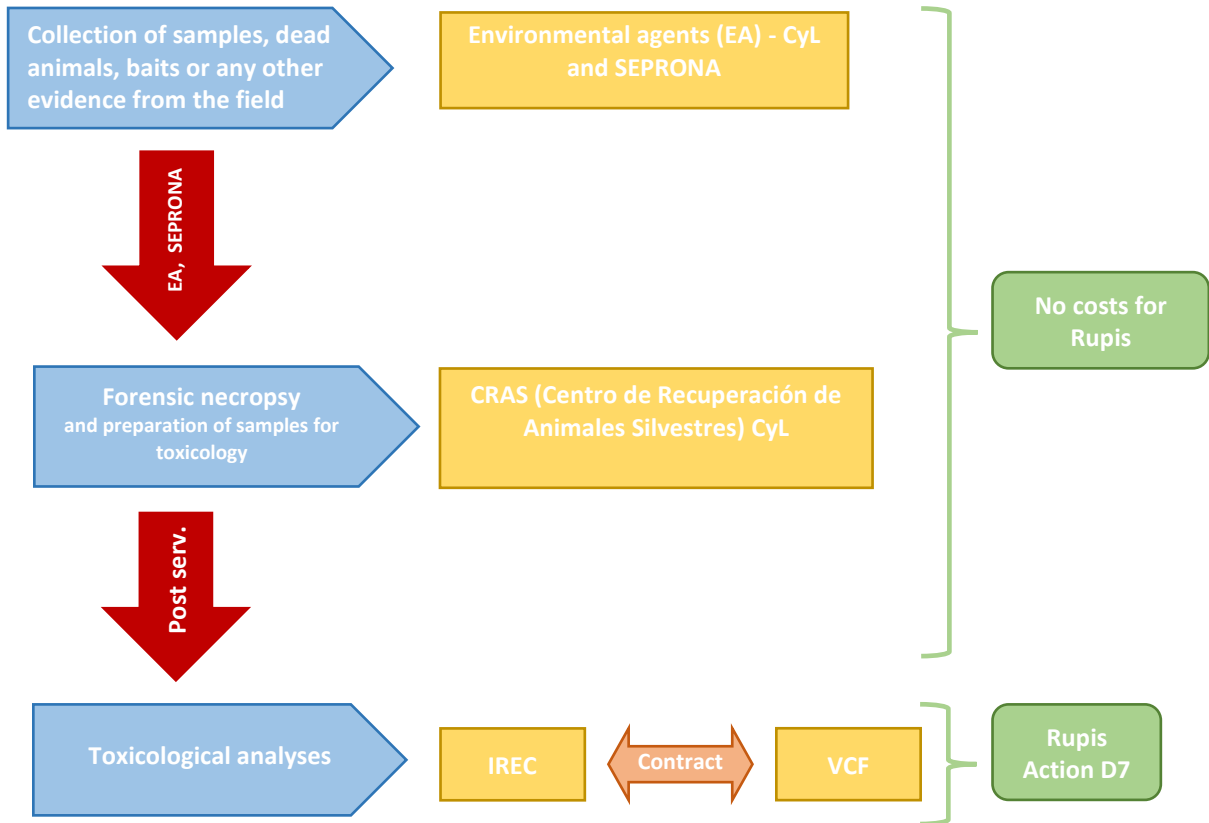 Collection of samples, dead
animals, baits or any other
evidence from the field
Environmental agents (EA) - CyL
and SEPRONA
EA, SEPRONA
No costs for
Rupis
Forensic necropsy
and preparation of samples for
toxicology
CRAS (Centro de Recuperación de
Animales Silvestres) CyL
Post serv.
Toxicological analyses
IREC
Contract
VCF
Rupis
Action D7